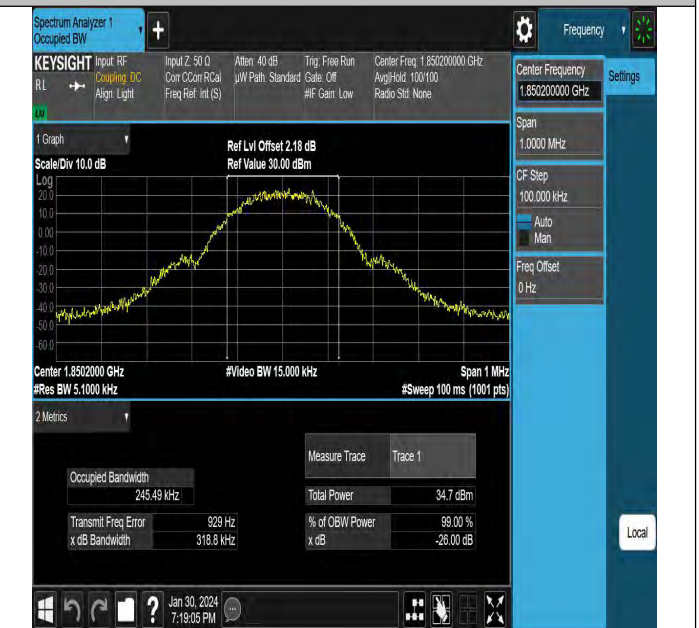 Spectrum Analyzer 1
Occupied BW
+
Frequency
KEYSIGHT
RL
LNI
Input: RF
Coupling: DC
Align: Light
Input Z: 50 Ω
Corr CCorr RCal
Freq Ref: Int (S)
Atten: 40 dB
µW Path: Standard
Trig: Free Run
Gate: Off
#IF Gain: Low
Center Freq: 1.850200000 GHz
Avg|Hold: 100/100
Radio Std: None
1 Graph
Scale/Div 10.0 dB
Ref Lvl Offset 2.18 dB
Ref Value 30.00 dBm
Log
20.0
10.0
0.00
-10.0
-20.0
-30.0
-40.0
-50.0
-60.0
Center 1.8502000 GHz
#Video BW 15.000 kHz
Span 1 MHz
#Res BW 5.1000 kHz
#Sweep 100 ms (1001 pts)
2 Metrics
Measure Trace Trace 1
Occupied Bandwidth
245.49 kHz
Total Power 34.7 dBm
Transmit Freq Error 929 Hz
% of OBW Power 99.00 %
x dB Bandwidth 318.8 kHz
x dB -26.00 dB
Jan 30, 2024
7:19:05 PM
Center Frequency
1.850200000 GHz
Settings
Span
1.0000 MHz
CF Step
100.000 kHz
Auto
Man
Freq Offset
0 Hz
Local